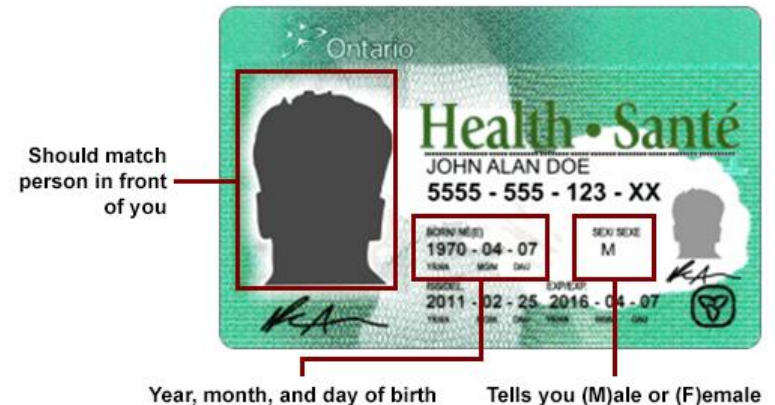 Ontario
Health • Santé
Should match
person in front
of you
JOHN ALAN DOE
5555 - 555 - 123 - XX
BORN/ NÉ(E)
SEX/ SEXE
1970 - 04 - 07
M
ISS/DEL.
EXP/EXP.
2011 - 02 - 25 2016 - 04 - 07
Year, month, and day of birth
Tells you (M)ale or (F)emale